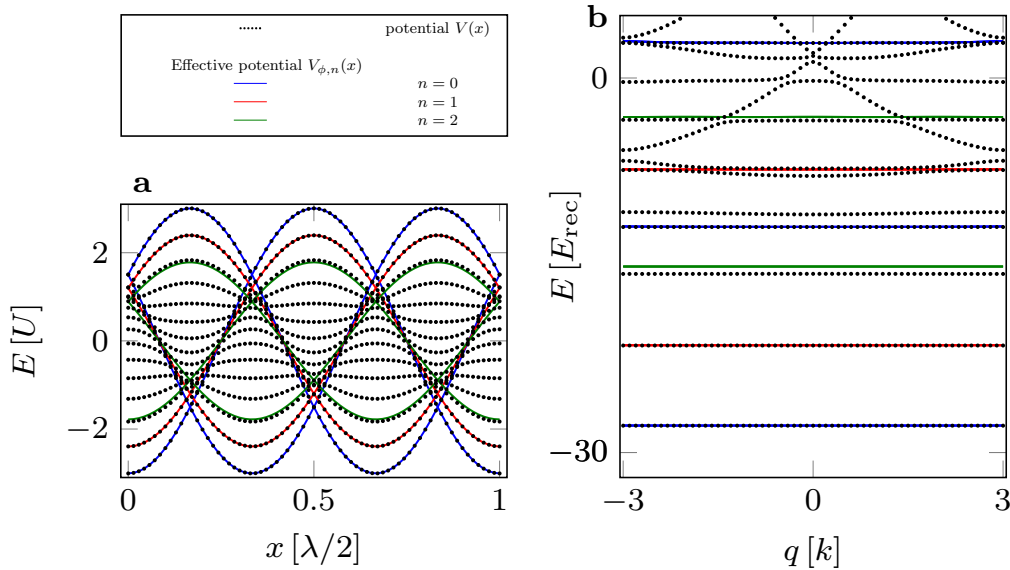 potential V(x)
Effective potential V_{ϕ,n}(x)
n = 0
n = 1
n = 2
a
2
0
−2
E [U]
0
0.5
1
x [λ/2]
b
0
−30
E [E_rec]
−3
0
3
q [k]